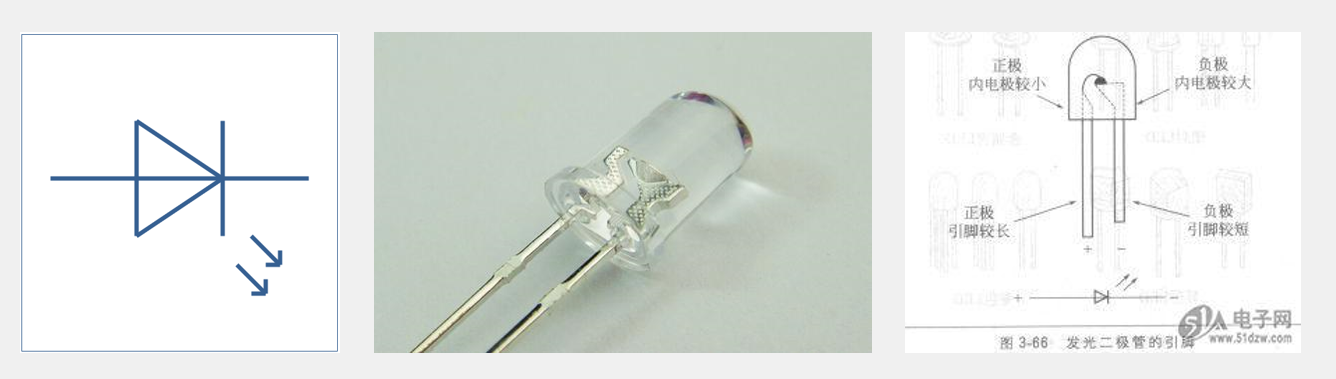 正极
内电极较小
负极
内电极较大
正极
引脚较长
负极
引脚较短
+ −
+ −
图 3-66 发光二极管的引脚
51A 电子网
www.51dzw.com